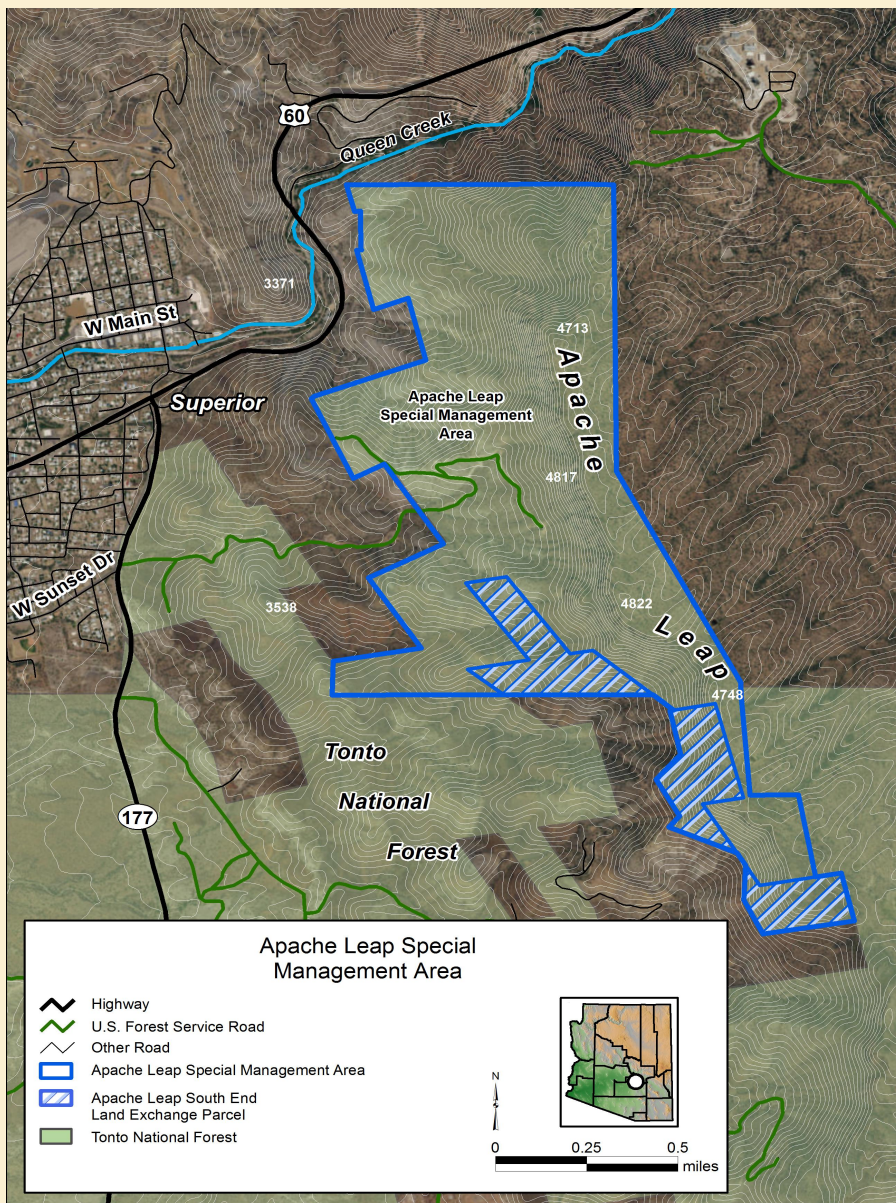 60
Queen Creek
3371
W Main St
4713
Superior
Apache
Apache Leap
Special Management
Area
4817
W Sunset Dr
3538
4822
Leap
4748
Tonto
National
Forest
177
Apache Leap Special
Management Area
Highway
U.S. Forest Service Road
Other Road
Apache Leap Special Management Area
Apache Leap South End
Land Exchange Parcel
Tonto National Forest
N
0 0.25 0.5
miles